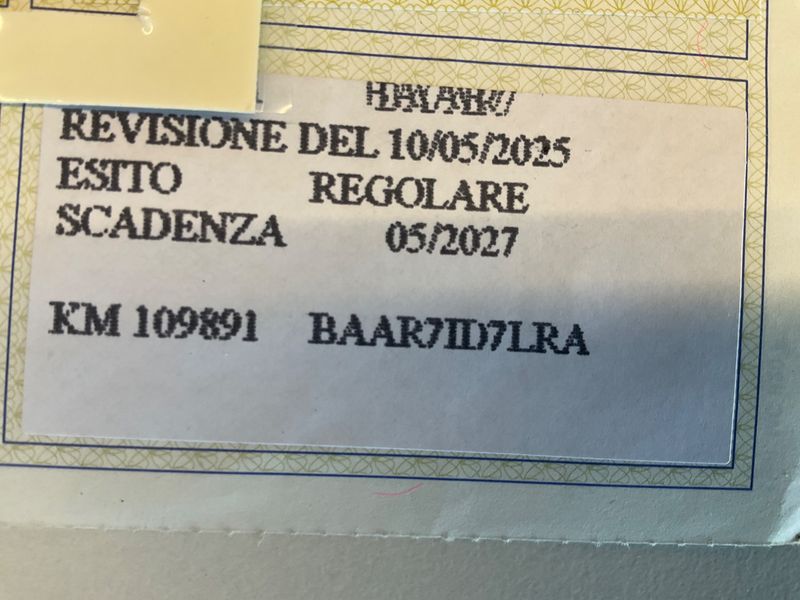 REVISIONE DEL 10/05/2025
ESITO REGOLARE
SCADENZA 05/2027
KM 109891 BAAR7ID7LRA